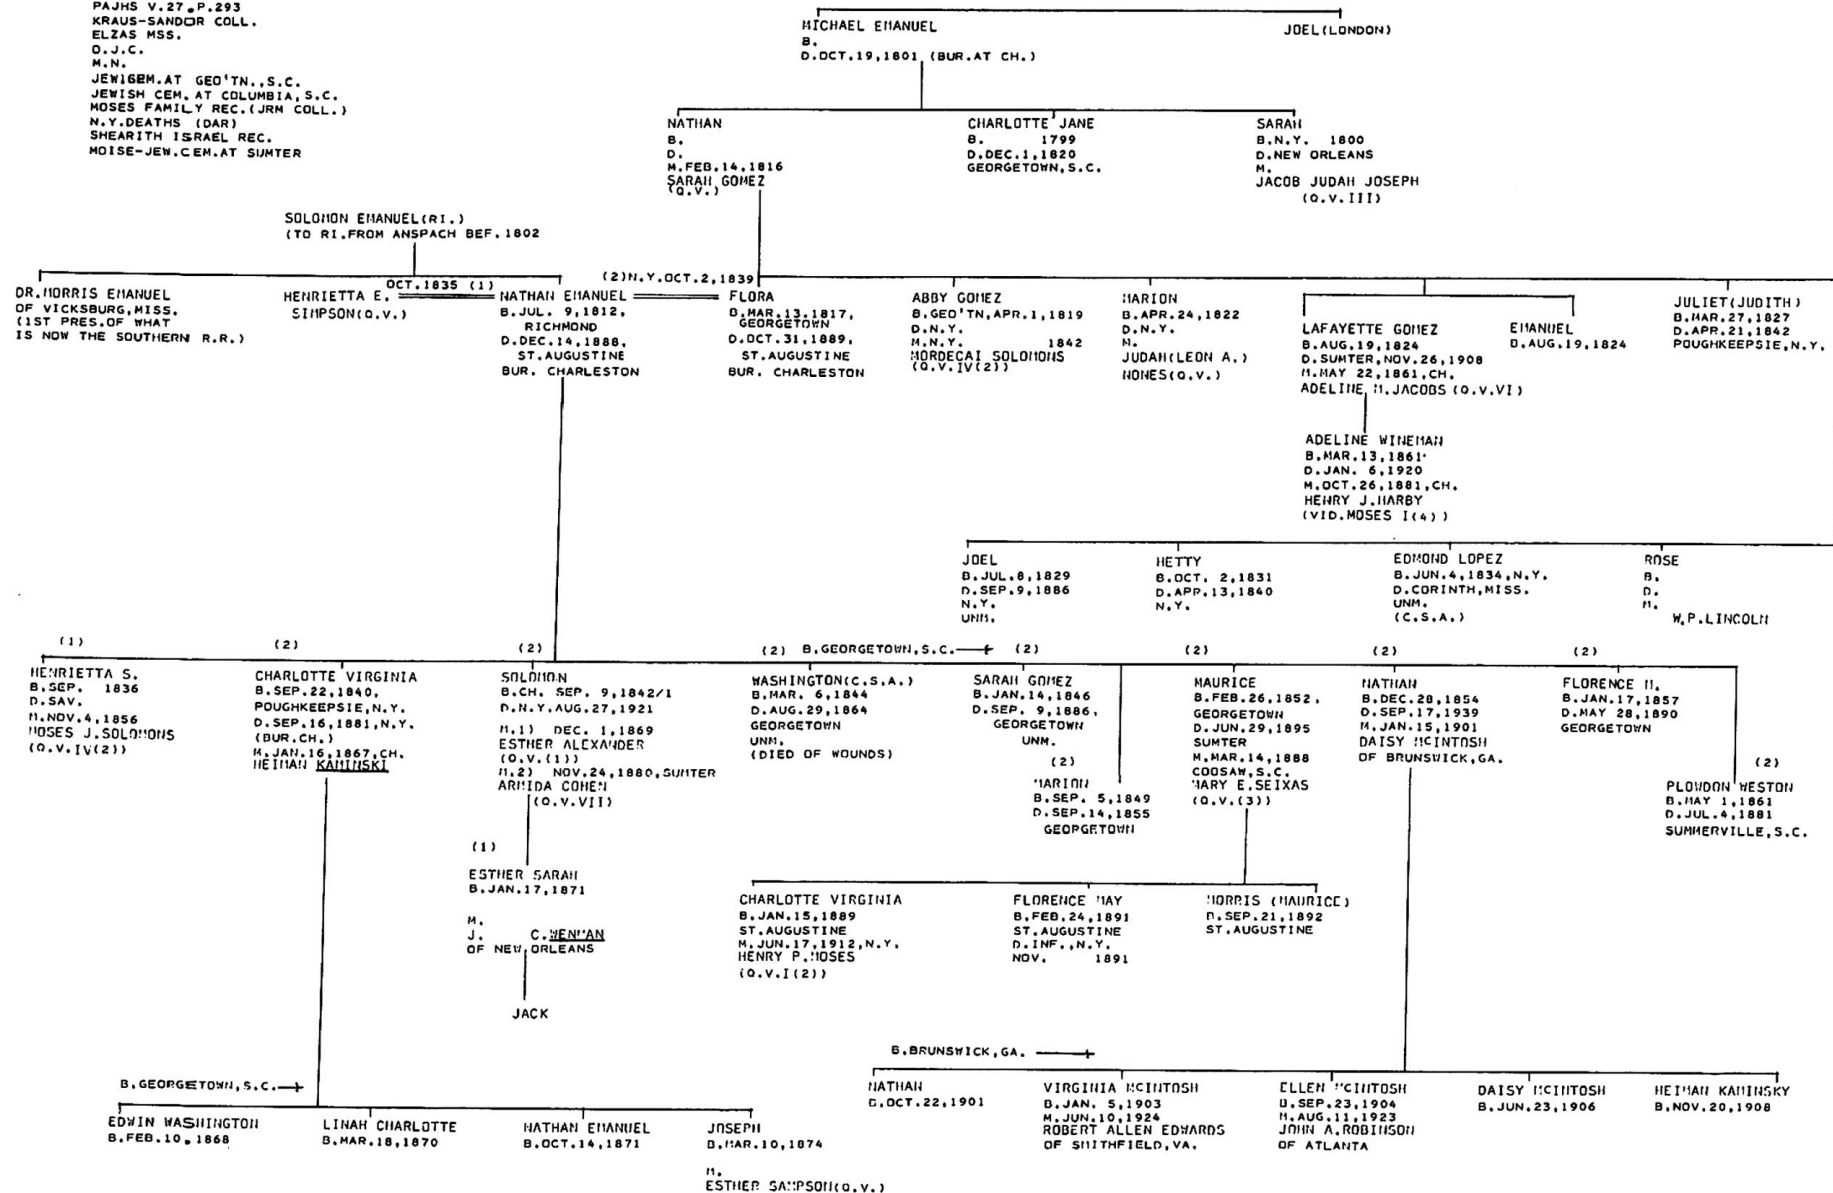 PAJHS V.27.P.293
KRAUS-SANDOR COLL.
ELZAS MSS.
D.J.C.
M.N.
JEWISEM.AT GEO'TN.,S.C.
JEWISH CEM. AT COLUMBIA, S.C.
MOSES FAMILY REC.(JRM COLL.)
N.Y.DEATHS (DAR)
SHEARITH ISRAEL REC.
MOISE-JEW.CEM.AT SUMTER
MICHAEL EMANUEL
B.
D.OCT.19,1801 (BUR.AT CH.)
JOEL(LONDON)
NATHAN
B.
D.
M.FEB.14,1816
SARAH GOMEZ
(Q.V.)
CHARLOTTE JANE
B. 1799
D.DEC.1,1820
GEORGETOWN,S.C.
SARAH
B.N.Y. 1800
D.NEW ORLEANS
M.
JACOB JUDAH JOSEPH
(Q.V.III)
SOLOMON EMANUEL(RI.)
(TO RI.FROM ANSPACH BEF.1802
DR.MORRIS EMANUEL
OF VICKSBURG,MISS.
(1ST PRES.OF WHAT
IS NOW THE SOUTHERN R.R.)
HENRIETTA E.
SIMPSON(Q.V.)
OCT.1835 (1)
NATHAN EMANUEL
B.JUL. 9,1812,
RICHMOND
D.DEC.14,1888,
ST.AUGUSTINE
BUR. CHARLESTON
(2)N.Y.OCT.2,1839
FLORA
B.MAR.13.1817,
GEORGETOWN
D.OCT.31,1889,
ST.AUGUSTINE
BUR. CHARLESTON
ABBY GOMEZ
B.GEO'TN,APR.1,1819
D.N.Y.
M.N.Y. 1842
MORDECAI SOLOMONS
(Q.V.IV(2))
MARION
B.APR.24,1822
D.N.Y.
M.
JUDAH(LEON A.)
NONES(Q.V.)
LAFAYETTE GOMEZ
B.AUG.19,1824
D.SUMTER,NOV.26,1908
M.MAY 22,1861,CH.
ADELINE M.JACOBS (Q.V.VI)
EMANUEL
B.AUG.19,1824
JULIET(JUDITH)
B.MAR.27,1827
D.APR.21,1842
POUGHKEEPSIE,N.Y.
ADELINE WINEMAN
B.MAR.13,1861
D.JAN. 6,1920
M.OCT.26,1881,CH.
HENRY J.HARBY
(VID.MOSES I(4))
JOEL
B.JUL.8,1829
D.SEP.9,1886
N.Y.
UNM.
HETTY
B.OCT. 2,1831
D.APR.13,1840
N.Y.
EDMOND LOPEZ
B.JUN.4,1834,N.Y.
D.CORINTH,MISS.
UNM.
(C.S.A.)
ROSE
B.
D.
M.
W.P.LINCOLN
(1)
HENRIETTA S.
B.SEP. 1836
D.SAV.
M.NOV.4,1856
MOSES J.SOLOMONS
(Q.V.IV(2))
(2)
CHARLOTTE VIRGINIA
B.SEP.22,1840,
POUGHKEEPSIE,N.Y.
D.SEP.16,1881,N.Y.
(BUR.CH.)
M.JAN.16,1867,CH.
HEIMAN KAMINSKI
(2)
SOLOMON
B.CH. SEP. 9,1842/1
D.N.Y.AUG.27,1921
M.1) DEC. 1,1869
ESTHER ALEXANDER
(Q.V.(1))
M.2) NOV.24,1880,SUMTER
ARMIDA COHEN
(Q.V.VII)
(2) B.GEORGETOWN,S.C.
WASHINGTON(C.S.A.)
B.MAR. 6,1844
D.AUG.29,1864
GEORGETOWN
UNM.
(DIED OF WOUNDS)
(2)
SARAH GOMEZ
B.JAN.14,1846
D.SEP. 9,1886,
GEORGETOWN
UNM.
(2)
MARION
B.SEP. 5,1849
D.SEP.14,1855
GEORGETOWN
(2)
MAURICE
B.FEB.26,1852,
GEORGETOWN
D.JUN.29,1895
SUMTER
M.MAR.14,1888
COOSAW,S.C.
MARY E.SEIXAS
(Q.V.(3))
(2)
NATHAN
B.DEC.28,1854
D.SEP.17,1939
M.JAN.15,1901
DAISY MCINTOSH
OF BRUNSWICK,GA.
(2)
FLORENCE M.
B.JAN.17,1857
D.MAY 28,1890
GEORGETOWN
(2)
PLOWDON WESTON
B.MAY 1,1861
D.JUL.4,1881
SUMMERVILLE,S.C.
(1)
ESTHER SARAH
B.JAN.17,1871
M.
J. C.WENMAN
OF NEW ORLEANS
JACK
CHARLOTTE VIRGINIA
B.JAN.15,1889
ST.AUGUSTINE
M.JUN.17,1912,N.Y.
HENRY P.MOSES
(Q.V.I(2))
FLORENCE MAY
B.FEB.24,1891
ST.AUGUSTINE
D.INF.,N.Y.
NOV. 1891
MORRIS (MAURICE)
B.SEP.21,1892
ST.AUGUSTINE
B.BRUNSWICK,GA.
NATHAN
B.OCT.22,1901
VIRGINIA MCINTOSH
B.JAN. 5,1903
M.JUN.10,1924
ROBERT ALLEN EDWARDS
OF SMITHFIELD,VA.
ELLEN MCINTOSH
B.SEP.23,1904
M.AUG.11,1923
JOHN A.ROBINSON
OF ATLANTA
DAISY MCINTOSH
B.JUN.23,1906
HEIMAN KAMINSKY
B.NOV.20,1908
B.GEORGETOWN,S.C.
EDWIN WASHINGTON
B.FEB.10,1868
LINAH CHARLOTTE
B.MAR.18,1870
NATHAN EMANUEL
B.OCT.14,1871
JOSEPH
B.MAR.10,1874
M.
ESTHER SAMPSON(Q.V.)